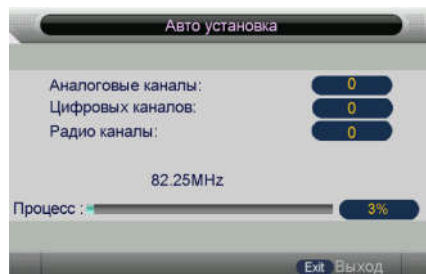 Авто установка
Аналоговые каналы: 0
Цифровых каналов: 0
Радио каналы: 0
82.25MHz
Процесс : 3%
Exit Выход